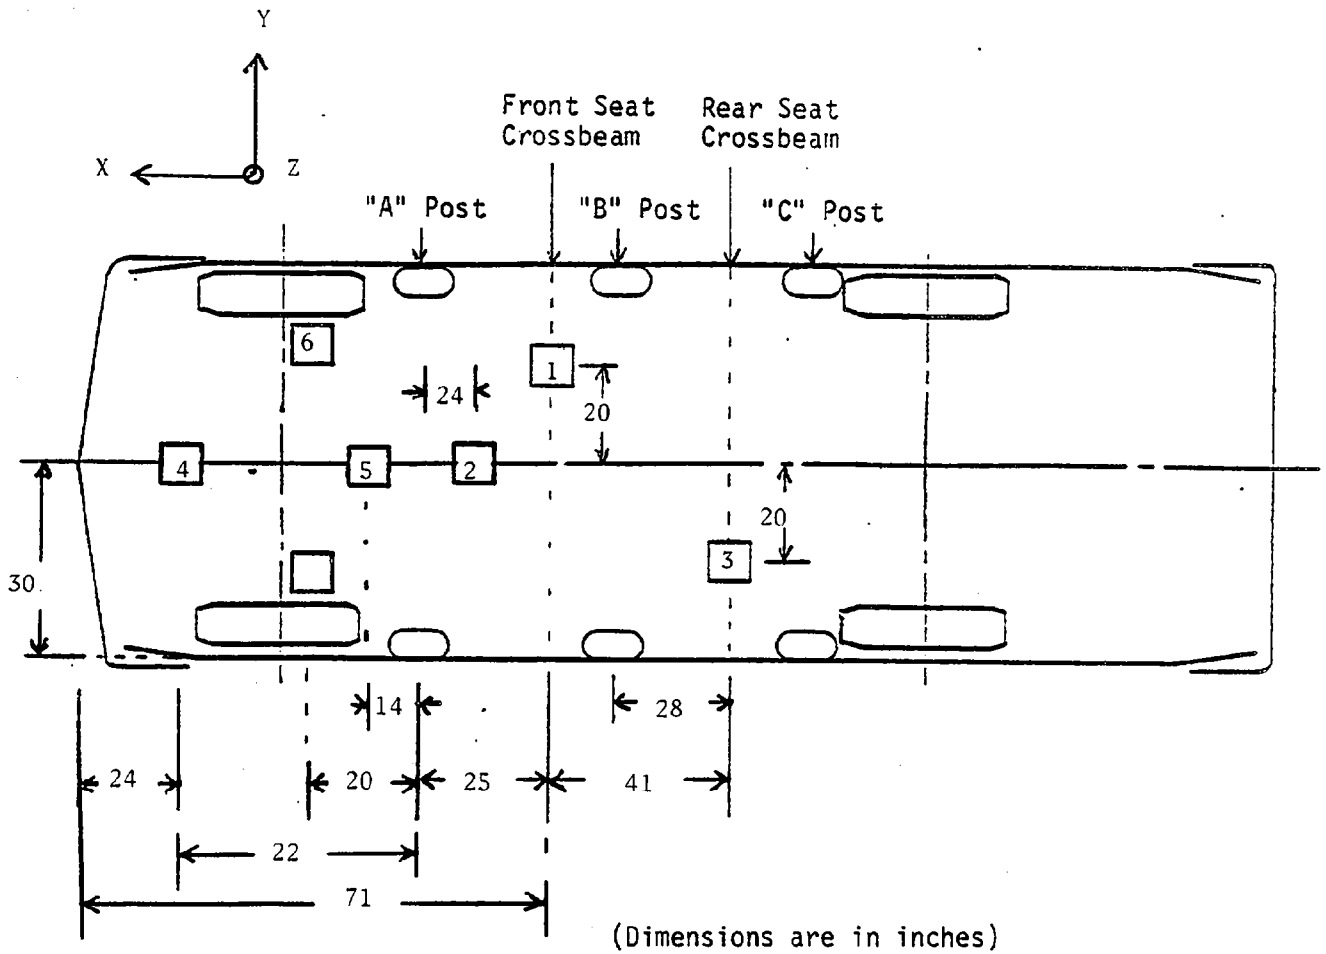 Y
Front Seat
Crossbeam
Rear Seat
Crossbeam
X
Z
"A" Post
"B" Post
"C" Post
6
1
24
20
4
5
2
20
3
30
14
28
24
20
25
41
22
71
(Dimensions are in inches)